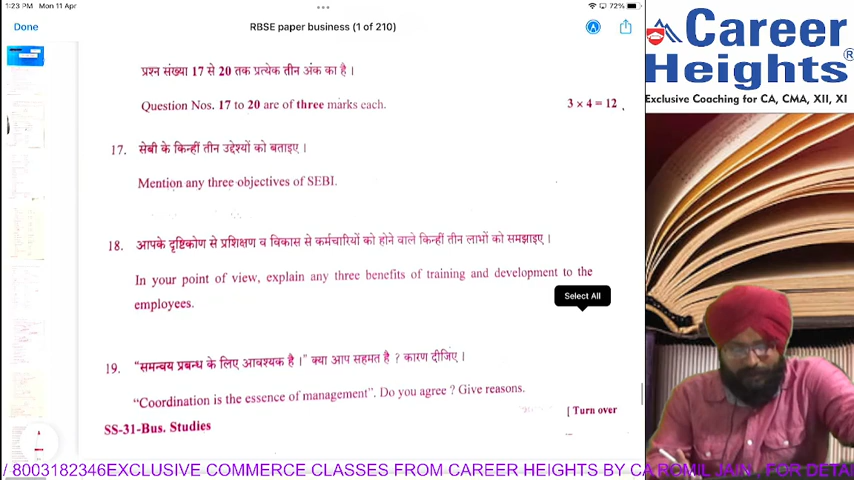 1:23 PM Mon 11 Apr
72%
Done
RBSE paper business (1 of 210)
Career
Heights
®
Exclusive Coaching for CA, CMA, XII, XI
प्रश्न संख्या 17 से 20 तक प्रत्येक तीन अंक का है ।
Question Nos. 17 to 20 are of three marks each.
3 × 4 = 12
17. सेबी के किन्हीं तीन उद्देश्यों को बताइए ।
Mention any three objectives of SEBI.
18. आपके दृष्टिकोण से प्रशिक्षण व विकास से कर्मचारियों को होने वाले किन्हीं तीन लाभों को समझाइए ।
In your point of view, explain any three benefits of training and development to the
employees.
Select All
19. "समन्वय प्रबन्ध के लिए आवश्यक है ।" क्या आप सहमत है ? कारण दीजिए ।
"Coordination is the essence of management". Do you agree ? Give reasons.
[ Turn over
SS-31-Bus. Studies
/ 8003182346EXCLUSIVE COMMERCE CLASSES FROM CAREER HEIGHTS BY CA ROMIL JAIN , FOR DETAI